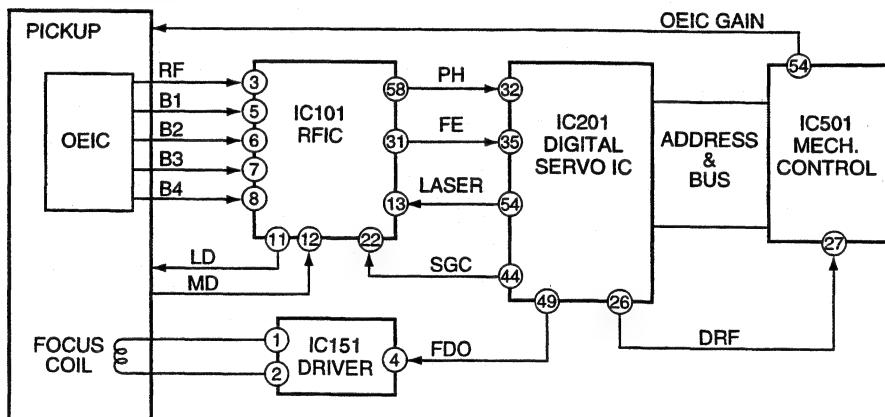 OEIC GAIN
PICKUP
54
RF
3
58
PH
32
B1
5
IC101
RFIC
IC201
DIGITAL
SERVO IC
ADDRESS
&
BUS
IC501
MECH.
CONTROL
OEIC
B2
6
31
FE
35
B3
7
B4
8
13
LASER
54
11
12
22
27
LD
MD
SGC
44
49
26
FOCUS
COIL
1
2
IC151
DRIVER
4
FDO
DRF